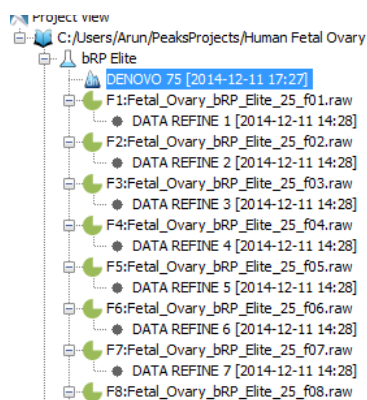 Project View
C:/Users/Arun/PeaksProjects/Human Fetal Ovary
bRP Elite
DENOVO 75 [2014-12-11 17:27]
F1:Fetal_Ovary_bRP_Elite_25_f01.raw
DATA REFINE 1 [2014-12-11 14:28]
F2:Fetal_Ovary_bRP_Elite_25_f02.raw
DATA REFINE 2 [2014-12-11 14:28]
F3:Fetal_Ovary_bRP_Elite_25_f03.raw
DATA REFINE 3 [2014-12-11 14:28]
F4:Fetal_Ovary_bRP_Elite_25_f04.raw
DATA REFINE 4 [2014-12-11 14:28]
F5:Fetal_Ovary_bRP_Elite_25_f05.raw
DATA REFINE 5 [2014-12-11 14:28]
F6:Fetal_Ovary_bRP_Elite_25_f06.raw
DATA REFINE 6 [2014-12-11 14:28]
F7:Fetal_Ovary_bRP_Elite_25_f07.raw
DATA REFINE 7 [2014-12-11 14:28]
F8:Fetal_Ovary_bRP_Elite_25_f08.raw